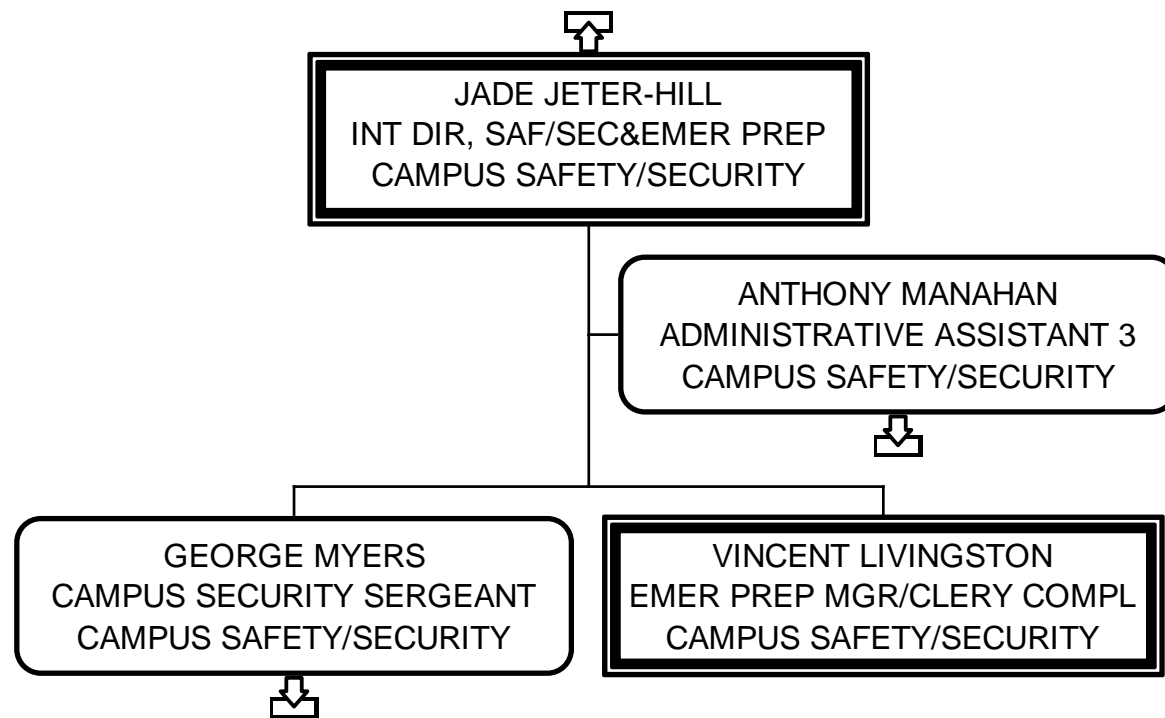 JADE JETER-HILL
INT DIR, SAF/SEC&EMER PREP
CAMPUS SAFETY/SECURITY
ANTHONY MANAHAN
ADMINISTRATIVE ASSISTANT 3
CAMPUS SAFETY/SECURITY
GEORGE MYERS
CAMPUS SECURITY SERGEANT
CAMPUS SAFETY/SECURITY
VINCENT LIVINGSTON
EMER PREP MGR/CLERY COMPL
CAMPUS SAFETY/SECURITY